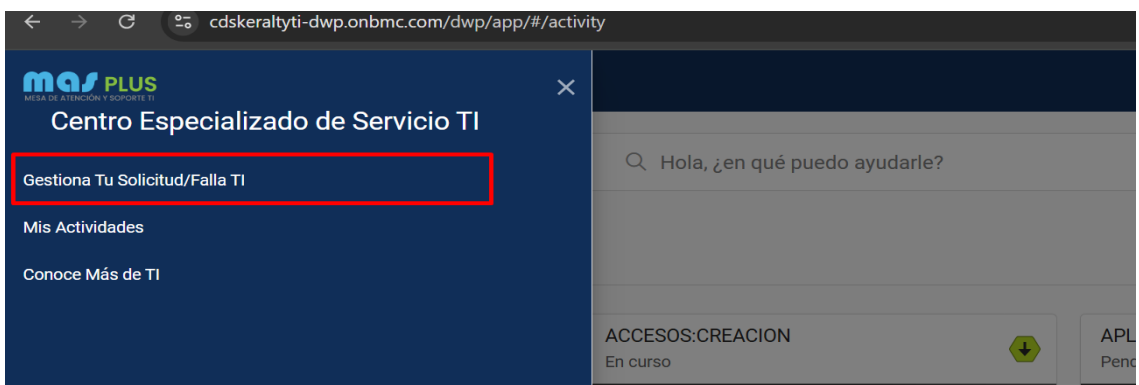 cdskeraltyti-dwp.onbmc.com/dwp/app/#/activity
mas PLUS
MESA DE ATENCIÓN Y SOPORTE TI
Centro Especializado de Servicio TI
Gestiona Tu Solicitud/Falla TI
Mis Actividades
Conoce Más de TI
Hola, ¿en qué puedo ayudarle?
ACCESOS:CREACION
En curso
APL
Penc